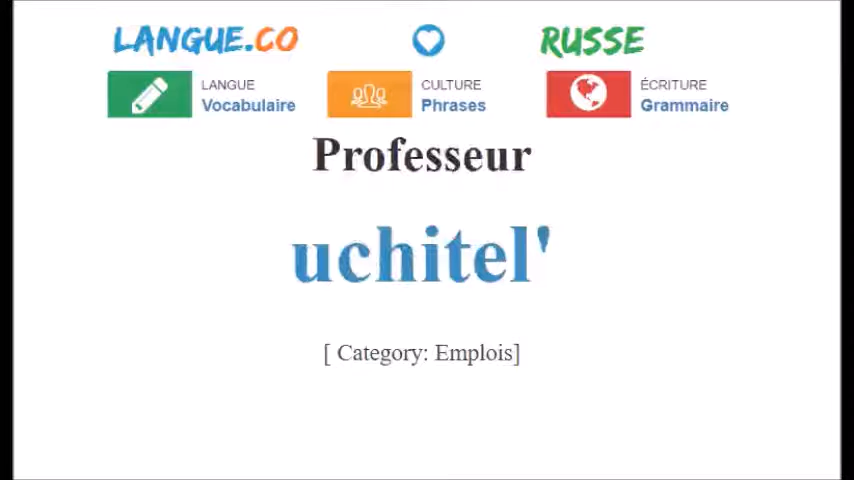 LANGUE.CO
RUSSE
LANGUE
Vocabulaire
CULTURE
Phrases
ÉCRITURE
Grammaire
Professeur
uchitel'
[ Category: Emplois]